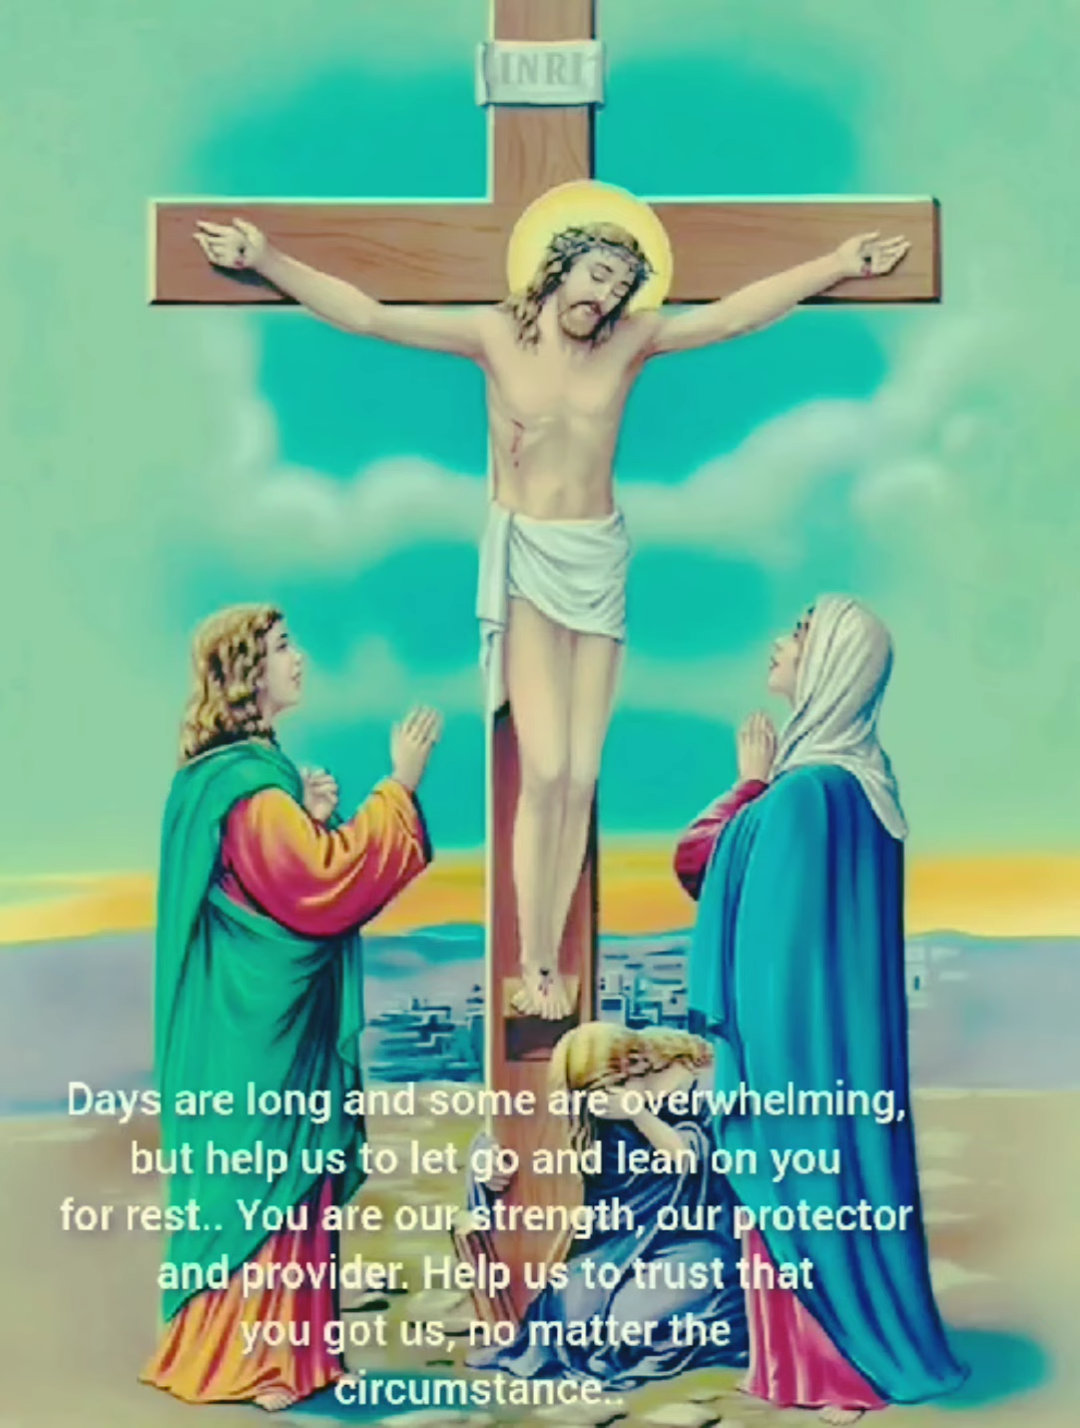 INRI
Days are long and some are overwhelming,
but help us to let go and lean on you
for rest.. You are our strength, our protector
and provider. Help us to trust that
you got us, no matter the
circumstance..